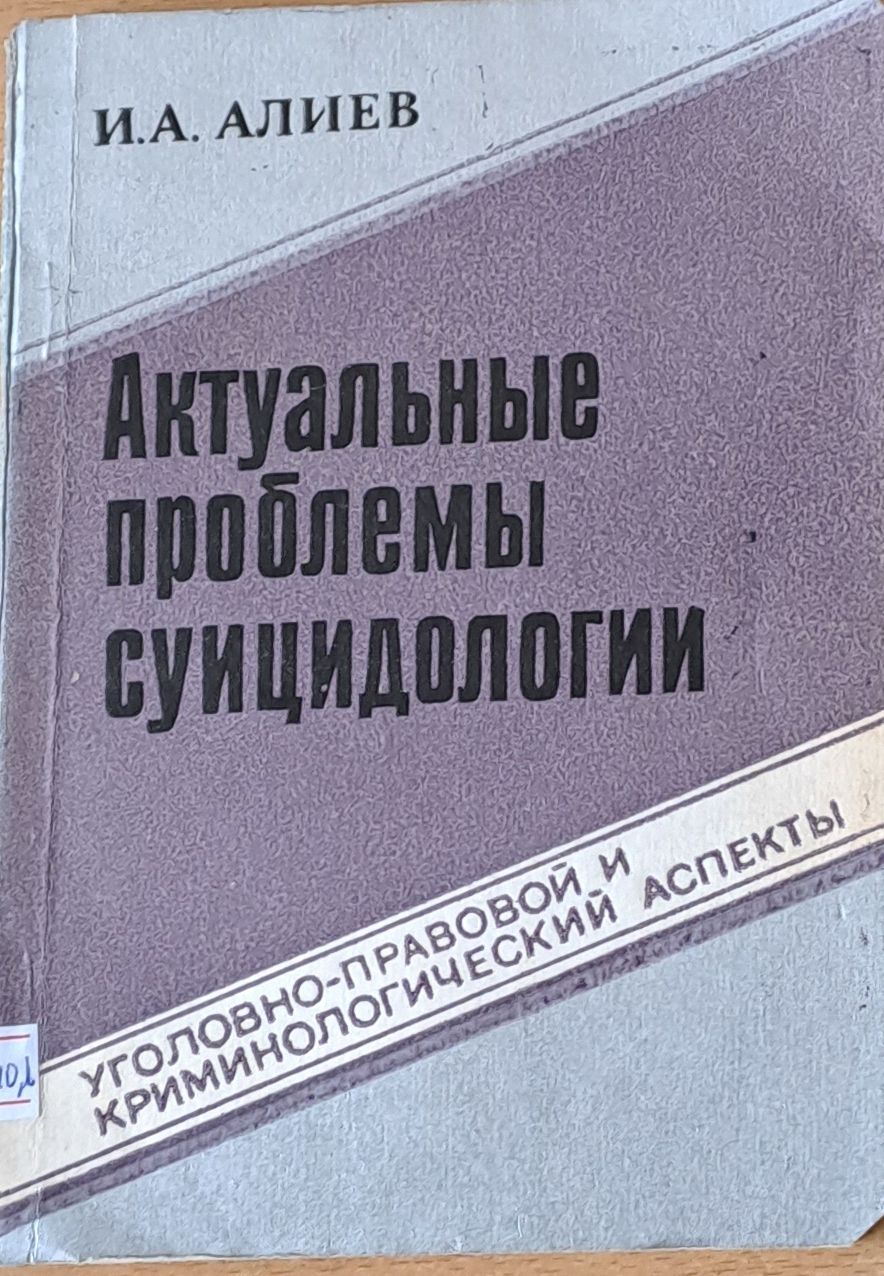 И.А. АЛИЕВ
Актуальные
проблемы
суицидологии
УГОЛОВНО-ПРАВОВОЙ И
КРИМИНОЛОГИЧЕСКИЙ АСПЕКТЫ